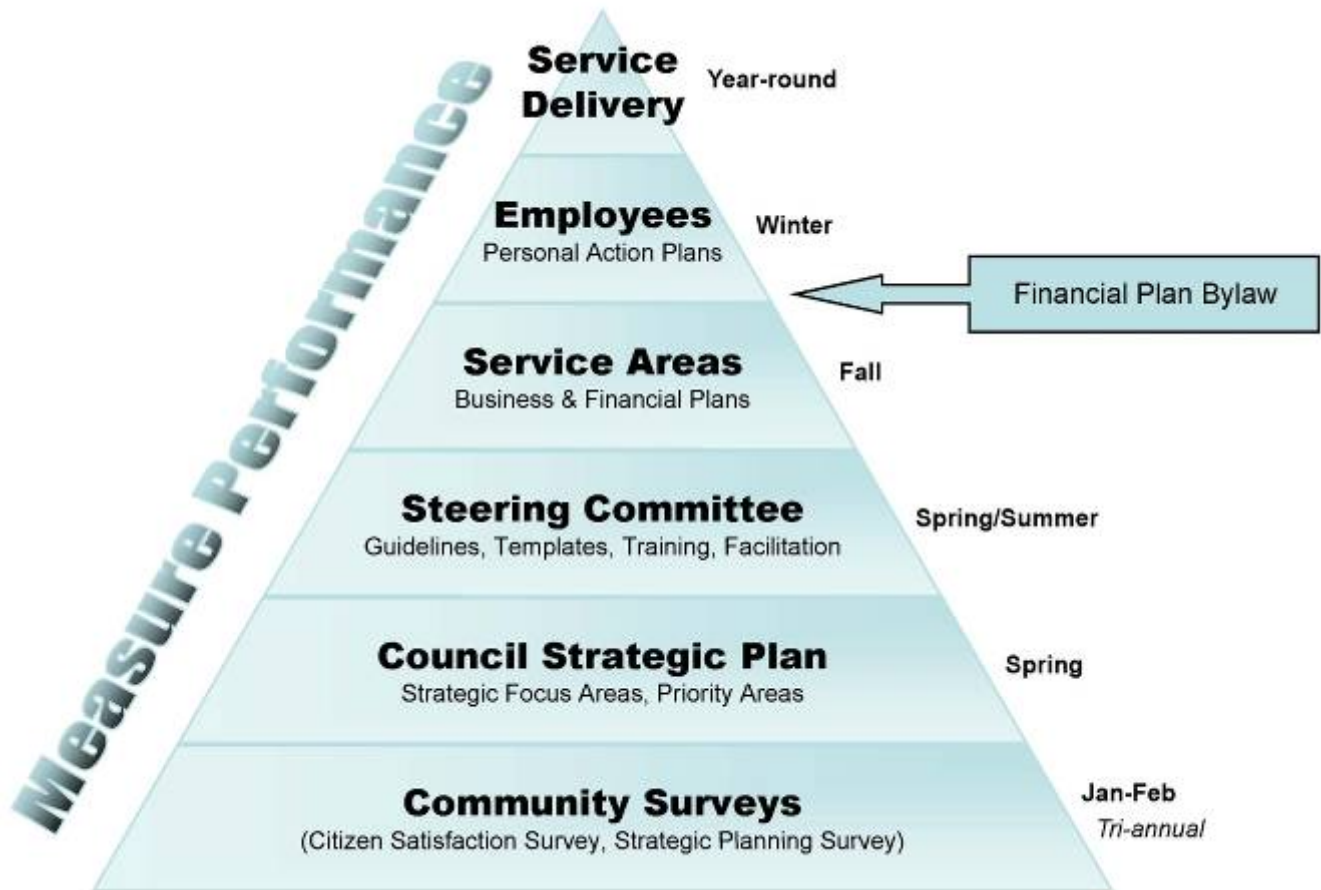 Measure Performance
Service
Delivery
Year-round
Employees
Personal Action Plans
Winter
Financial Plan Bylaw
Service Areas
Business & Financial Plans
Fall
Steering Committee
Guidelines, Templates, Training, Facilitation
Spring/Summer
Council Strategic Plan
Strategic Focus Areas, Priority Areas
Spring
Community Surveys
(Citizen Satisfaction Survey, Strategic Planning Survey)
Jan-Feb
Tri-annual